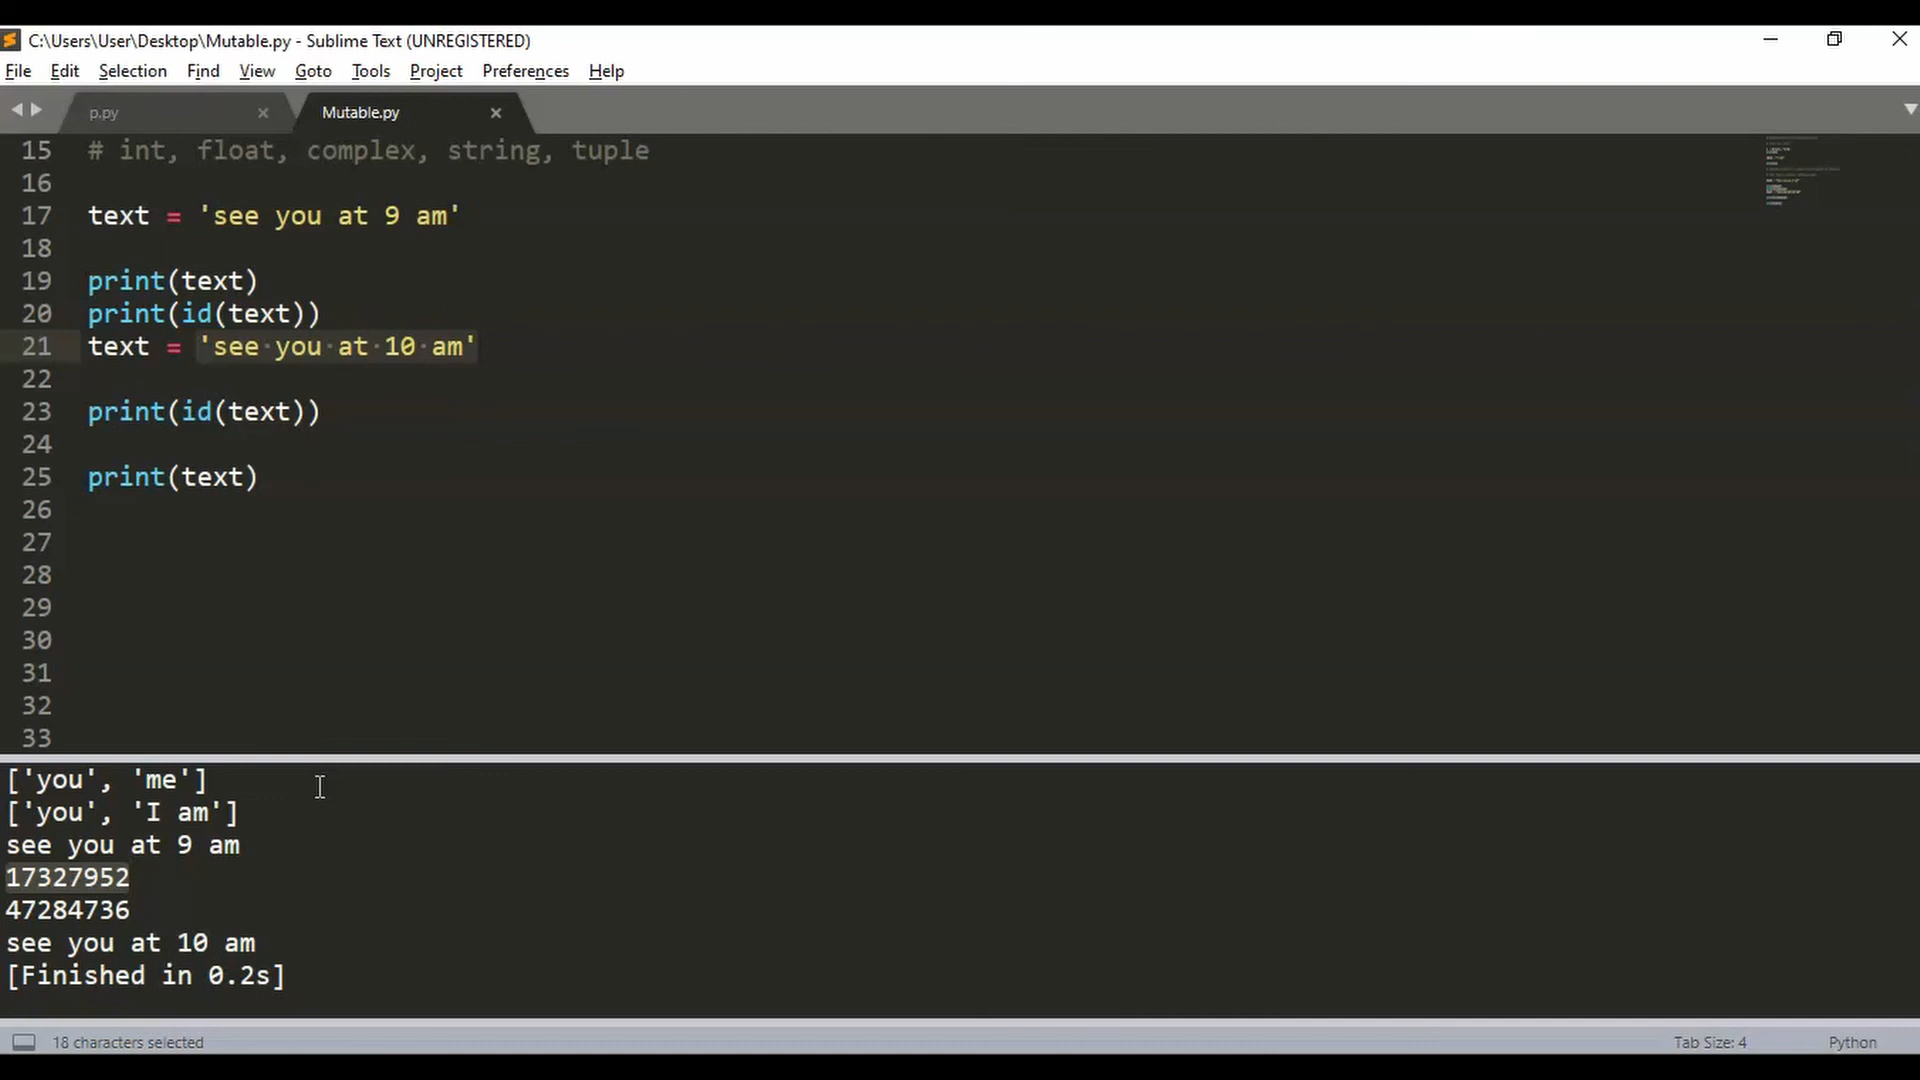 C:\Users\User\Desktop\Mutable.py - Sublime Text (UNREGISTERED)
File Edit Selection Find View Goto Tools Project Preferences Help
p.py Mutable.py
15 # int, float, complex, string, tuple
16
17 text = 'see you at 9 am'
18
19 print(text)
20 print(id(text))
21 text = 'see you at 10 am'
22
23 print(id(text))
24
25 print(text)
26
27
28
29
30
31
32
33
['you', 'me']
['you', 'I am']
see you at 9 am
17327952
47284736
see you at 10 am
[Finished in 0.2s]
18 characters selected Tab Size: 4 Python